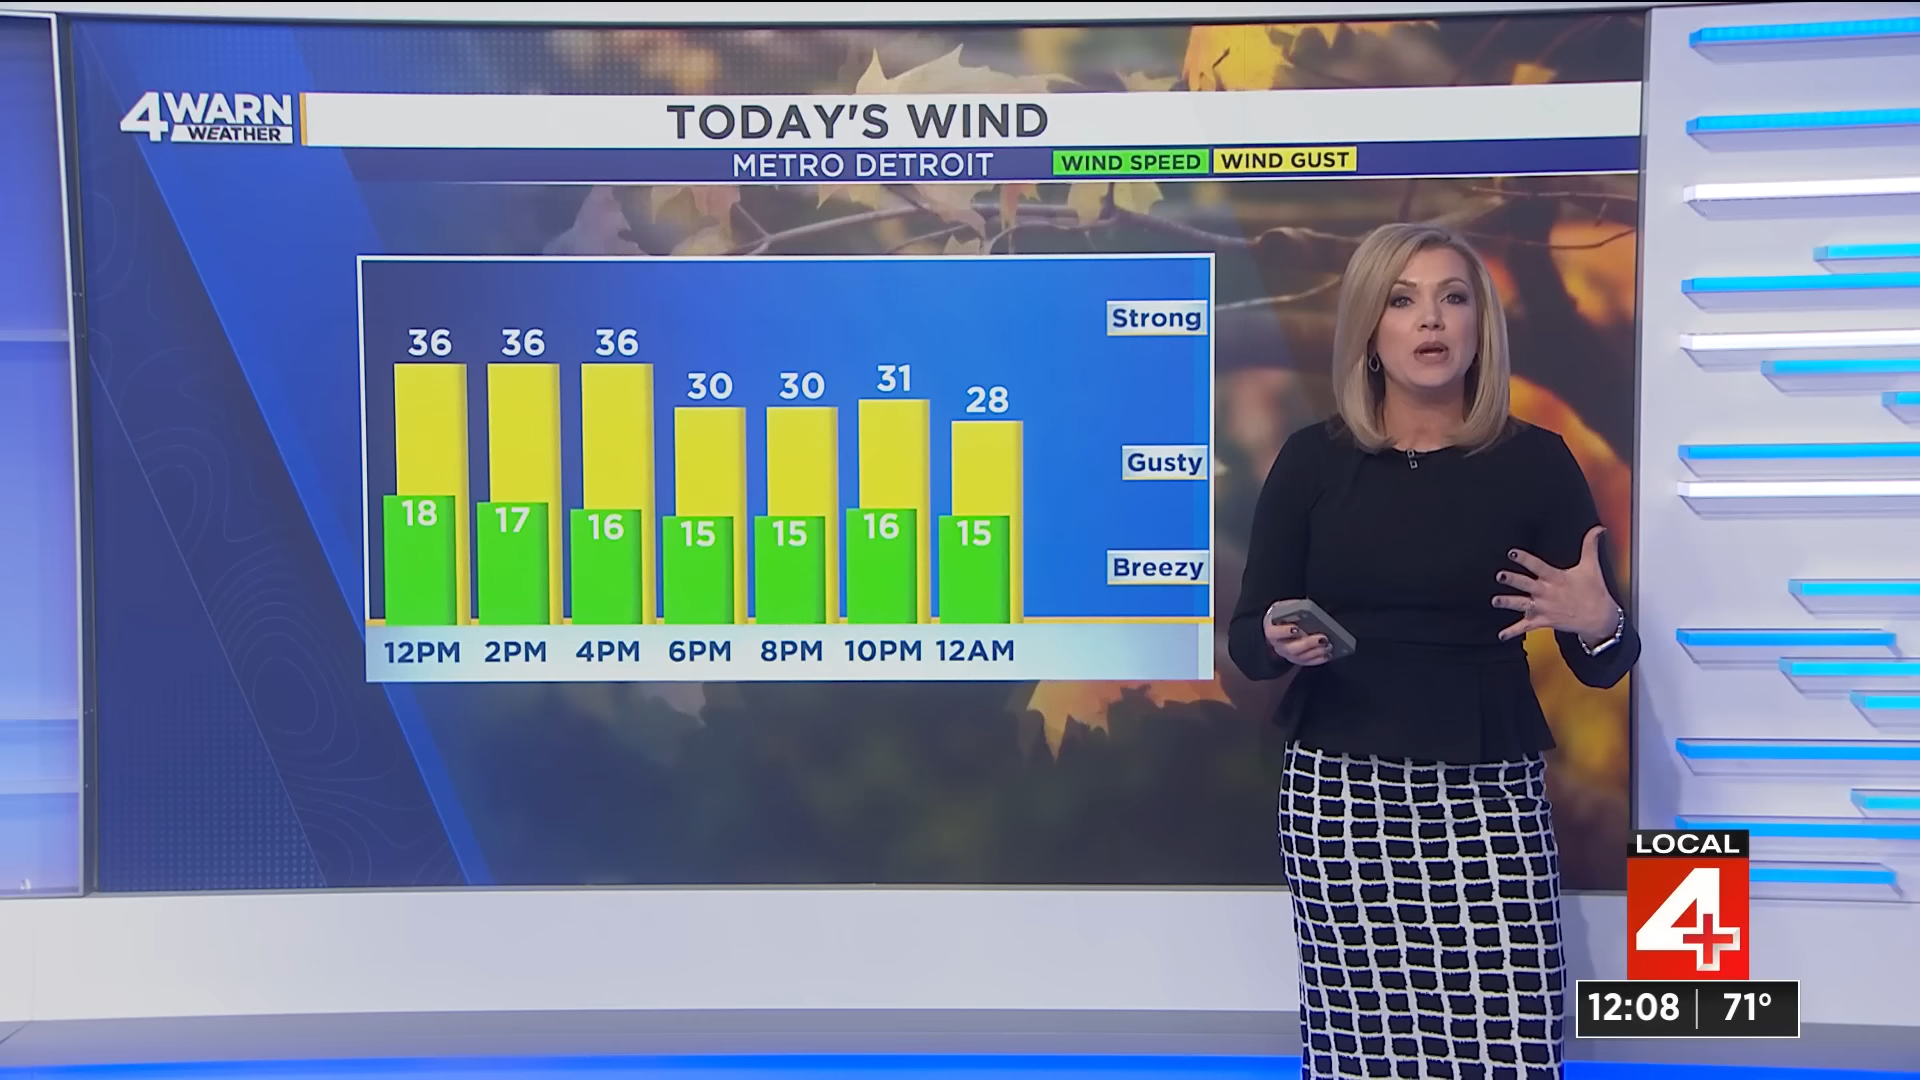 4WARN
WEATHER
TODAY'S WIND
METRO DETROIT
WIND SPEED WIND GUST
36 36 36 30 30 31 28
18 17 16 15 15 16 15
Strong
Gusty
Breezy
12PM 2PM 4PM 6PM 8PM 10PM 12AM
LOCAL
4+
12:08 71°